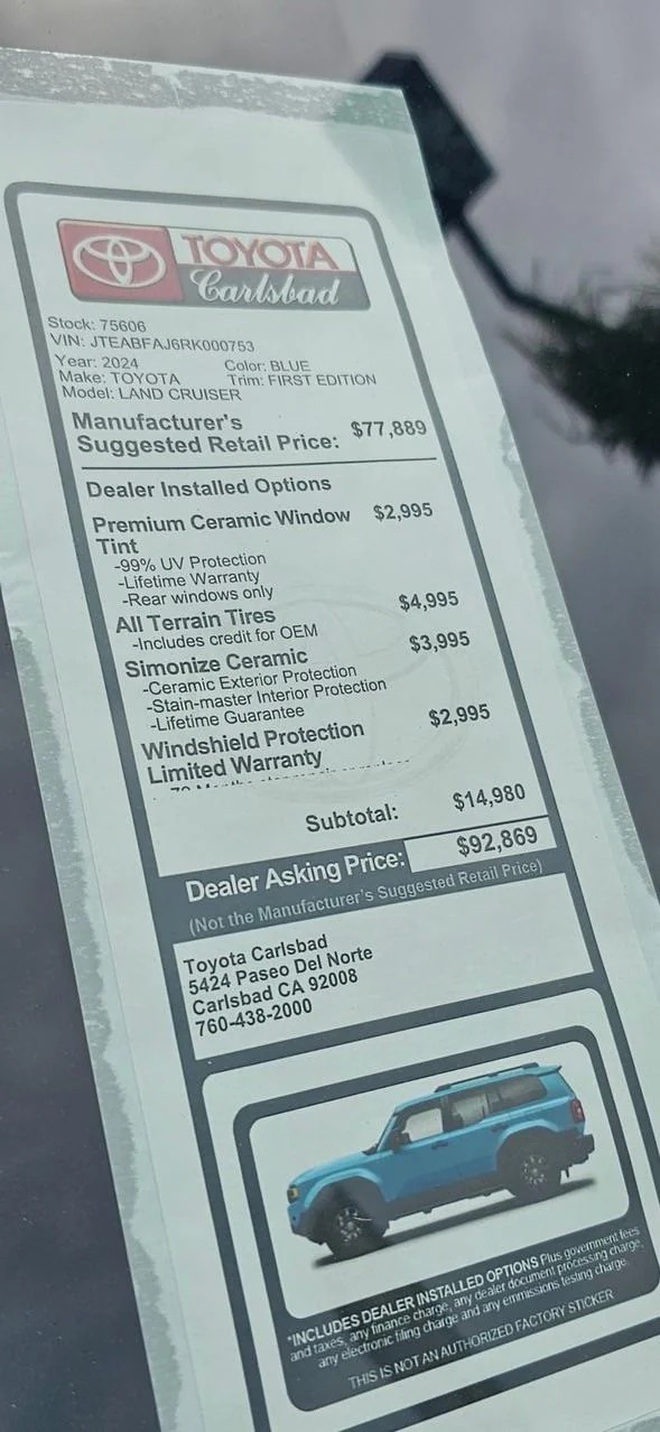 TOYOTA
Carlsbad
Stock: 75606
VIN: JTEABFAJ6RK000753
Year: 2024 Color: BLUE
Make: TOYOTA Trim: FIRST EDITION
Model: LAND CRUISER
Manufacturer's
Suggested Retail Price: $77,889
Dealer Installed Options
Premium Ceramic Window $2,995
Tint
-99% UV Protection
-Lifetime Warranty
-Rear windows only
All Terrain Tires $4,995
-Includes credit for OEM
Simonize Ceramic $3,995
-Ceramic Exterior Protection
-Stain-master Interior Protection
-Lifetime Guarantee
Windshield Protection $2,995
Limited Warranty
Subtotal: $14,980
Dealer Asking Price: $92,869
(Not the Manufacturer's Suggested Retail Price)
Toyota Carlsbad
5424 Paseo Del Norte
Carlsbad CA 92008
760-438-2000
*INCLUDES DEALER INSTALLED OPTIONS Plus government fees
and taxes, any finance charge, any dealer document processing charge,
any electronic filing charge and any emmissions testing charge.
THIS IS NOT AN AUTHORIZED FACTORY STICKER